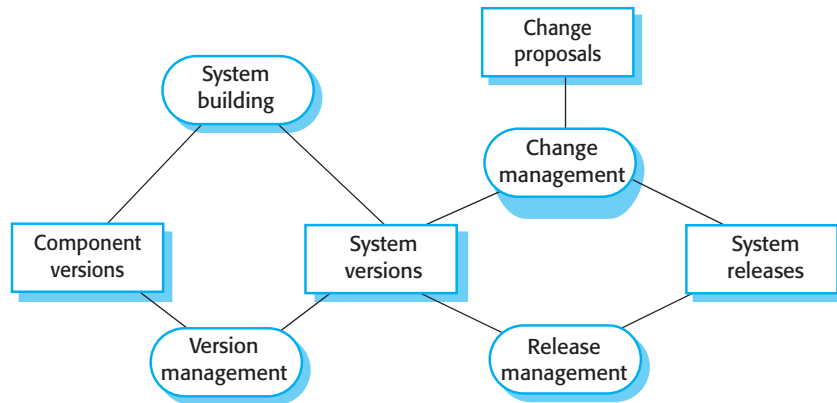 Change
proposals
System
building
Change
management
Component
versions
System
versions
System
releases
Version
management
Release
management